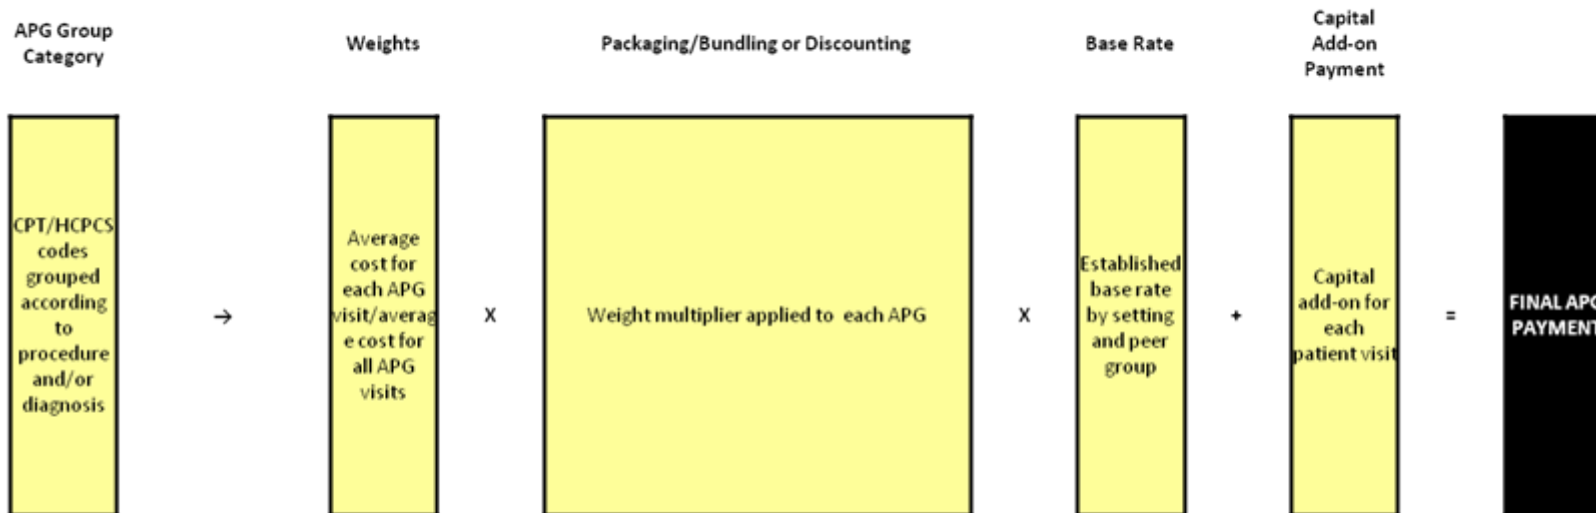 APG Group
Category
Weights
Packaging/Bundling or Discounting
Base Rate
Capital
Add-on
Payment
CPT/HCPCS
codes
grouped
according
to
procedure
and/or
diagnosis
→
Average
cost for
each APG
visit/averag
e cost for
all APG
visits
X
Weight multiplier applied to each APG
X
Established
base rate
by setting
and peer
group
+
Capital
add-on for
each
patient visit
=
FINAL APG
PAYMENT